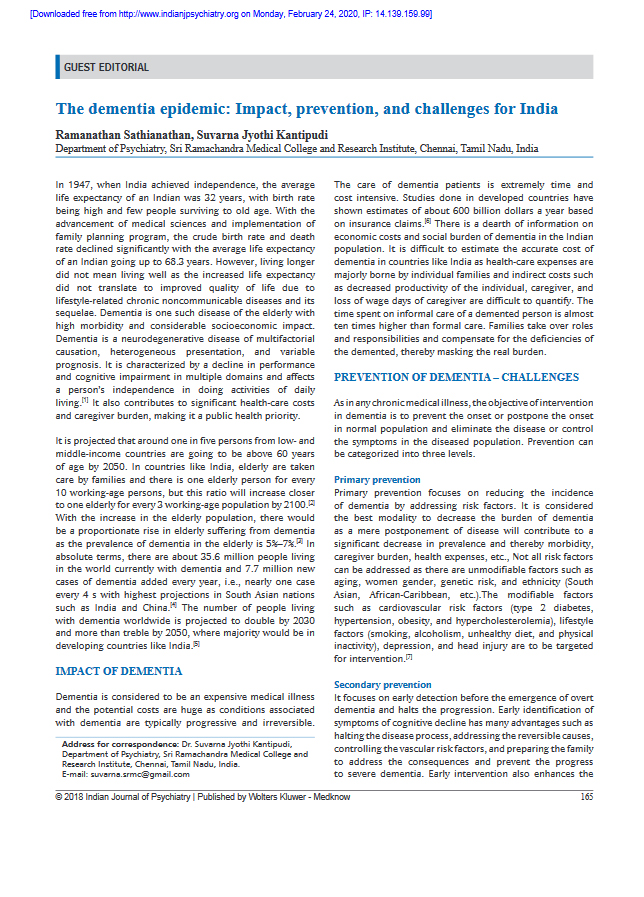 [Downloaded free from http://www.indianjpsychiatry.org on Monday, February 24, 2020, IP: 14.139.159.99]
GUEST EDITORIAL
The dementia epidemic: Impact, prevention, and challenges for India
Ramanathan Sathianathan, Suvarna Jyothi Kantipudi
Department of Psychiatry, Sri Ramachandra Medical College and Research Institute, Chennai, Tamil Nadu, India
In 1947, when India achieved independence, the average
life expectancy of an Indian was 32 years, with birth rate
being high and few people surviving to old age. With the
advancement of medical sciences and implementation of
family planning program, the crude birth rate and death
rate declined significantly with the average life expectancy
of an Indian going up to 68.3 years. However, living longer
did not mean living well as the increased life expectancy
did not translate to improved quality of life due to
lifestyle-related chronic noncommunicable diseases and its
sequelae. Dementia is one such disease of the elderly with
high morbidity and considerable socioeconomic impact.
Dementia is a neurodegenerative disease of multifactorial
causation, heterogeneous presentation, and variable
prognosis. It is characterized by a decline in performance
and cognitive impairment in multiple domains and affects
a person's independence in doing activities of daily
living.[1] It also contributes to significant health-care costs
and caregiver burden, making it a public health priority.
It is projected that around one in five persons from low- and
middle-income countries are going to be above 60 years
of age by 2050. In countries like India, elderly are taken
care by families and there is one elderly person for every
10 working-age persons, but this ratio will increase closer
to one elderly for every 3 working-age population by 2100.[2]
With the increase in the elderly population, there would
be a proportionate rise in elderly suffering from dementia
as the prevalence of dementia in the elderly is 5%–7%.[3] In
absolute terms, there are about 35.6 million people living
in the world currently with dementia and 7.7 million new
cases of dementia added every year, i.e., nearly one case
every 4 s with highest projections in South Asian nations
such as India and China.[4] The number of people living
with dementia worldwide is projected to double by 2030
and more than treble by 2050, where majority would be in
developing countries like India.[5]
IMPACT OF DEMENTIA
Dementia is considered to be an expensive medical illness
and the potential costs are huge as conditions associated
with dementia are typically progressive and irreversible.
Address for correspondence: Dr. Suvarna Jyothi Kantipudi,
Department of Psychiatry, Sri Ramachandra Medical College and
Research Institute, Chennai, Tamil Nadu, India.
E-mail: suvarna.srmc@gmail.com
The care of dementia patients is extremely time and
cost intensive. Studies done in developed countries have
shown estimates of about 600 billion dollars a year based
on insurance claims.[6] There is a dearth of information on
economic costs and social burden of dementia in the Indian
population. It is difficult to estimate the accurate cost of
dementia in countries like India as health-care expenses are
majorly borne by individual families and indirect costs such
as decreased productivity of the individual, caregiver, and
loss of wage days of caregiver are difficult to quantify. The
time spent on informal care of a demented person is almost
ten times higher than formal care. Families take over roles
and responsibilities and compensate for the deficiencies of
the demented, thereby masking the real burden.
PREVENTION OF DEMENTIA – CHALLENGES
As in any chronic medical illness, the objective of intervention
in dementia is to prevent the onset or postpone the onset
in normal population and eliminate the disease or control
the symptoms in the diseased population. Prevention can
be categorized into three levels.
Primary prevention
Primary prevention focuses on reducing the incidence
of dementia by addressing risk factors. It is considered
the best modality to decrease the burden of dementia
as a mere postponement of disease will contribute to a
significant decrease in prevalence and thereby morbidity,
caregiver burden, health expenses, etc., Not all risk factors
can be addressed as there are unmodifiable factors such as
aging, women gender, genetic risk, and ethnicity (South
Asian, African-Caribbean, etc.).The modifiable factors
such as cardiovascular risk factors (type 2 diabetes,
hypertension, obesity, and hypercholesterolemia), lifestyle
factors (smoking, alcoholism, unhealthy diet, and physical
inactivity), depression, and head injury are to be targeted
for intervention.[7]
Secondary prevention
It focuses on early detection before the emergence of overt
dementia and halts the progression. Early identification of
symptoms of cognitive decline has many advantages such as
halting the disease process, addressing the reversible causes,
controlling the vascular risk factors, and preparing the family
to address the consequences and prevent the progress
to severe dementia. Early intervention also enhances the
© 2018 Indian Journal of Psychiatry | Published by Wolters Kluwer - Medknow
165